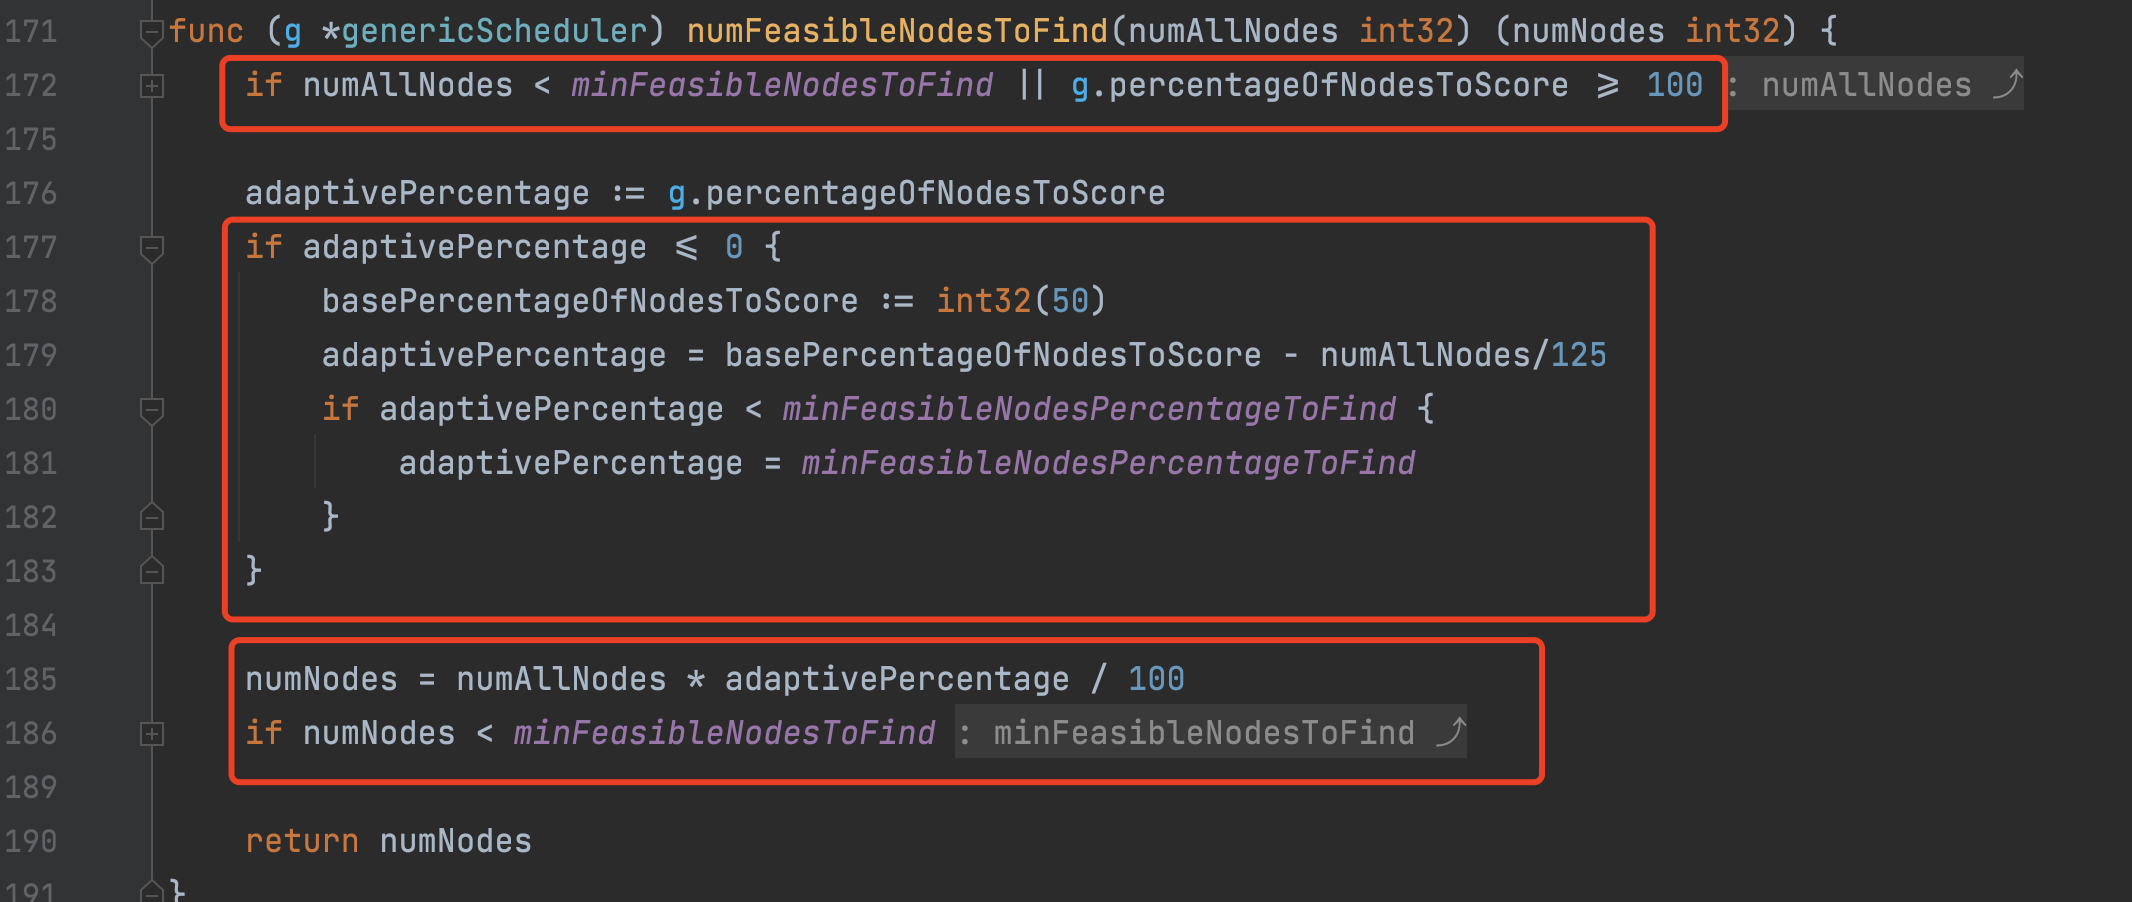 171 func (g *genericScheduler) numFeasibleNodesToFind(numAllNodes int32) (numNodes int32) {
172 if numAllNodes < minFeasibleNodesToFind || g.percentageOfNodesToScore >= 100 : numAllNodes ⤴
175
176 adaptivePercentage := g.percentageOfNodesToScore
177 if adaptivePercentage <= 0 {
178 basePercentageOfNodesToScore := int32(50)
179 adaptivePercentage = basePercentageOfNodesToScore - numAllNodes/125
180 if adaptivePercentage < minFeasibleNodesPercentageToFind {
181 adaptivePercentage = minFeasibleNodesPercentageToFind
182 }
183 }
184
185 numNodes = numAllNodes * adaptivePercentage / 100
186 if numNodes < minFeasibleNodesToFind : minFeasibleNodesToFind ⤴
189
190 return numNodes
191 }